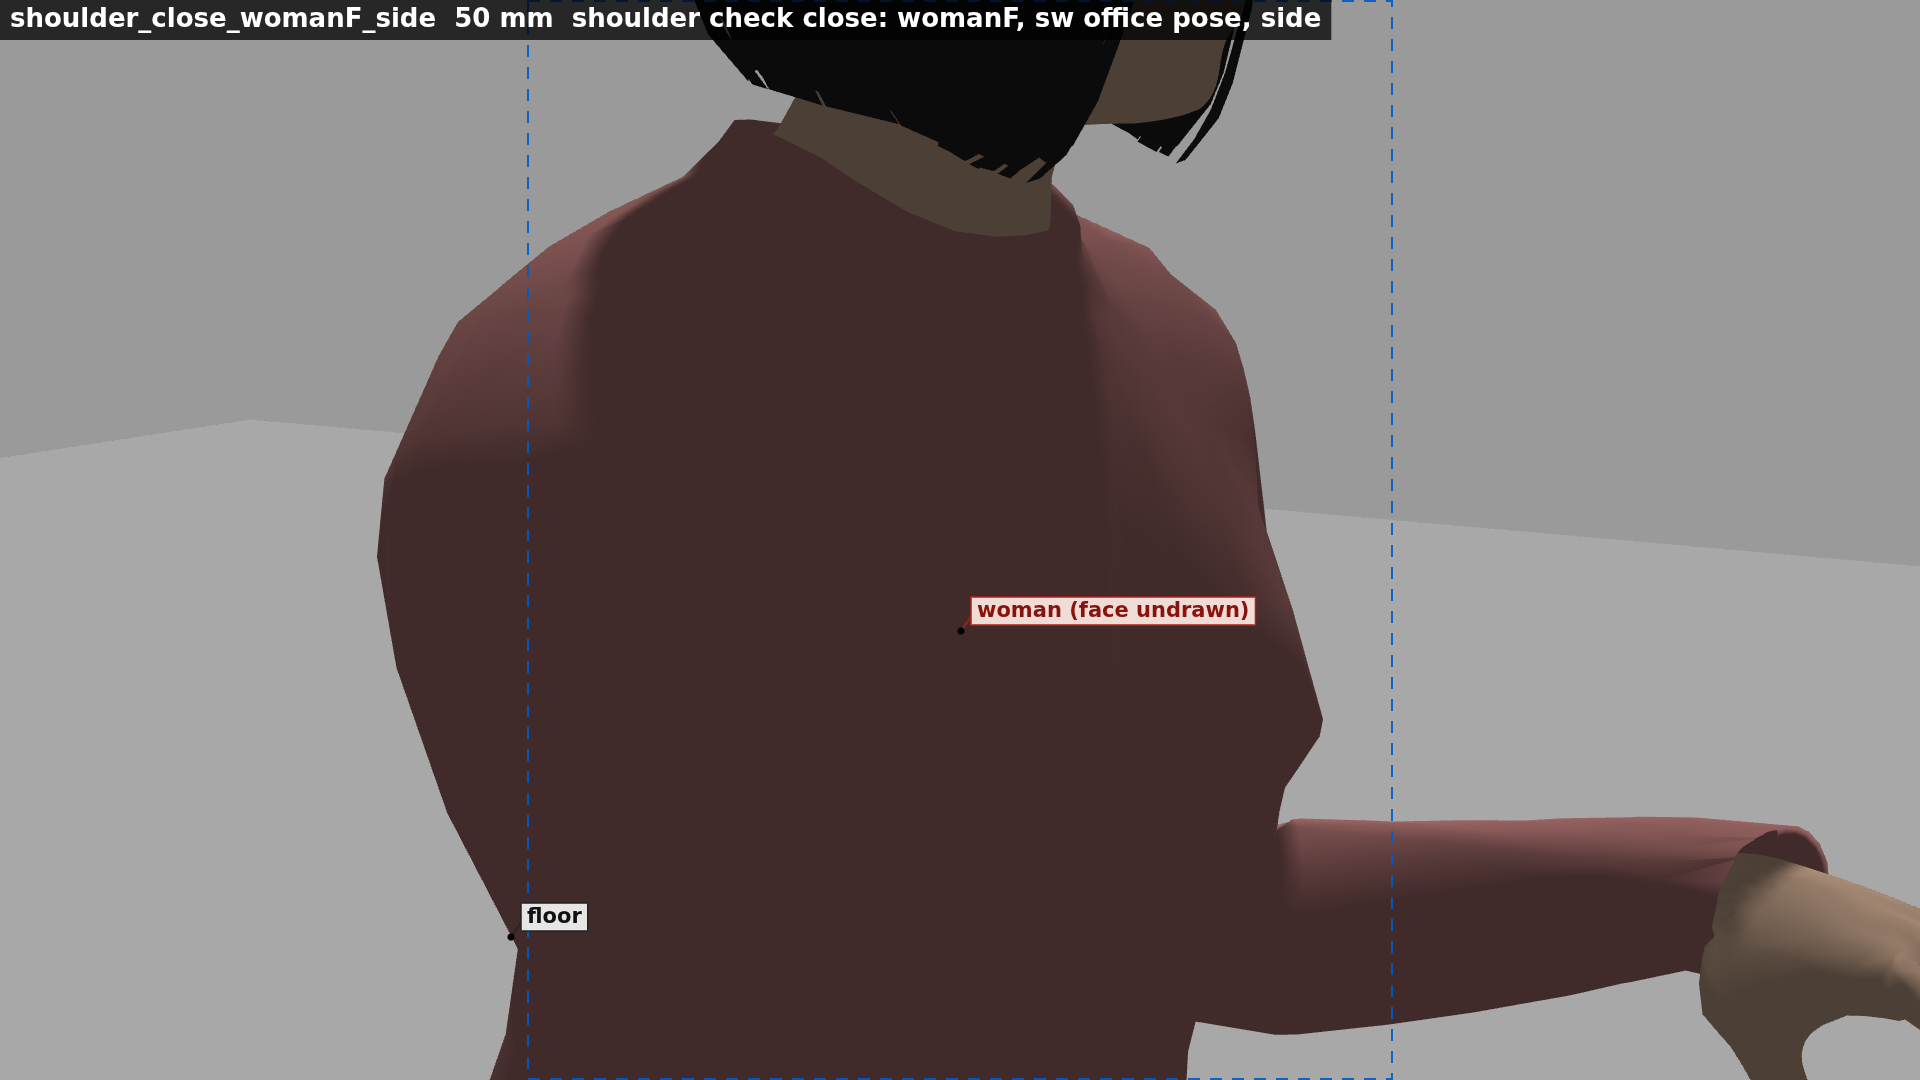 shoulder_close_womanF_side  50 mm  shoulder check close: womanF, sw office pose, side
woman (face undrawn)
floor